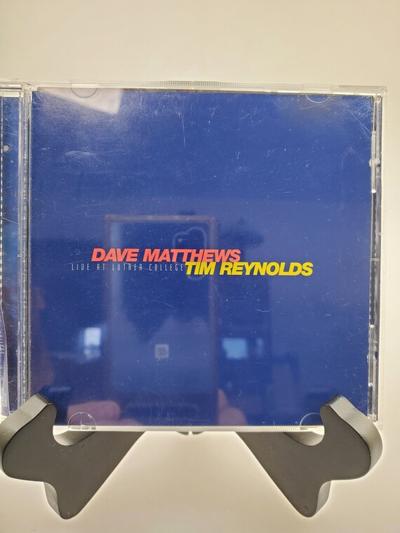 DAVE MATTHEWS
LIVE AT LUTHER COLLEGE TIM REYNOLDS